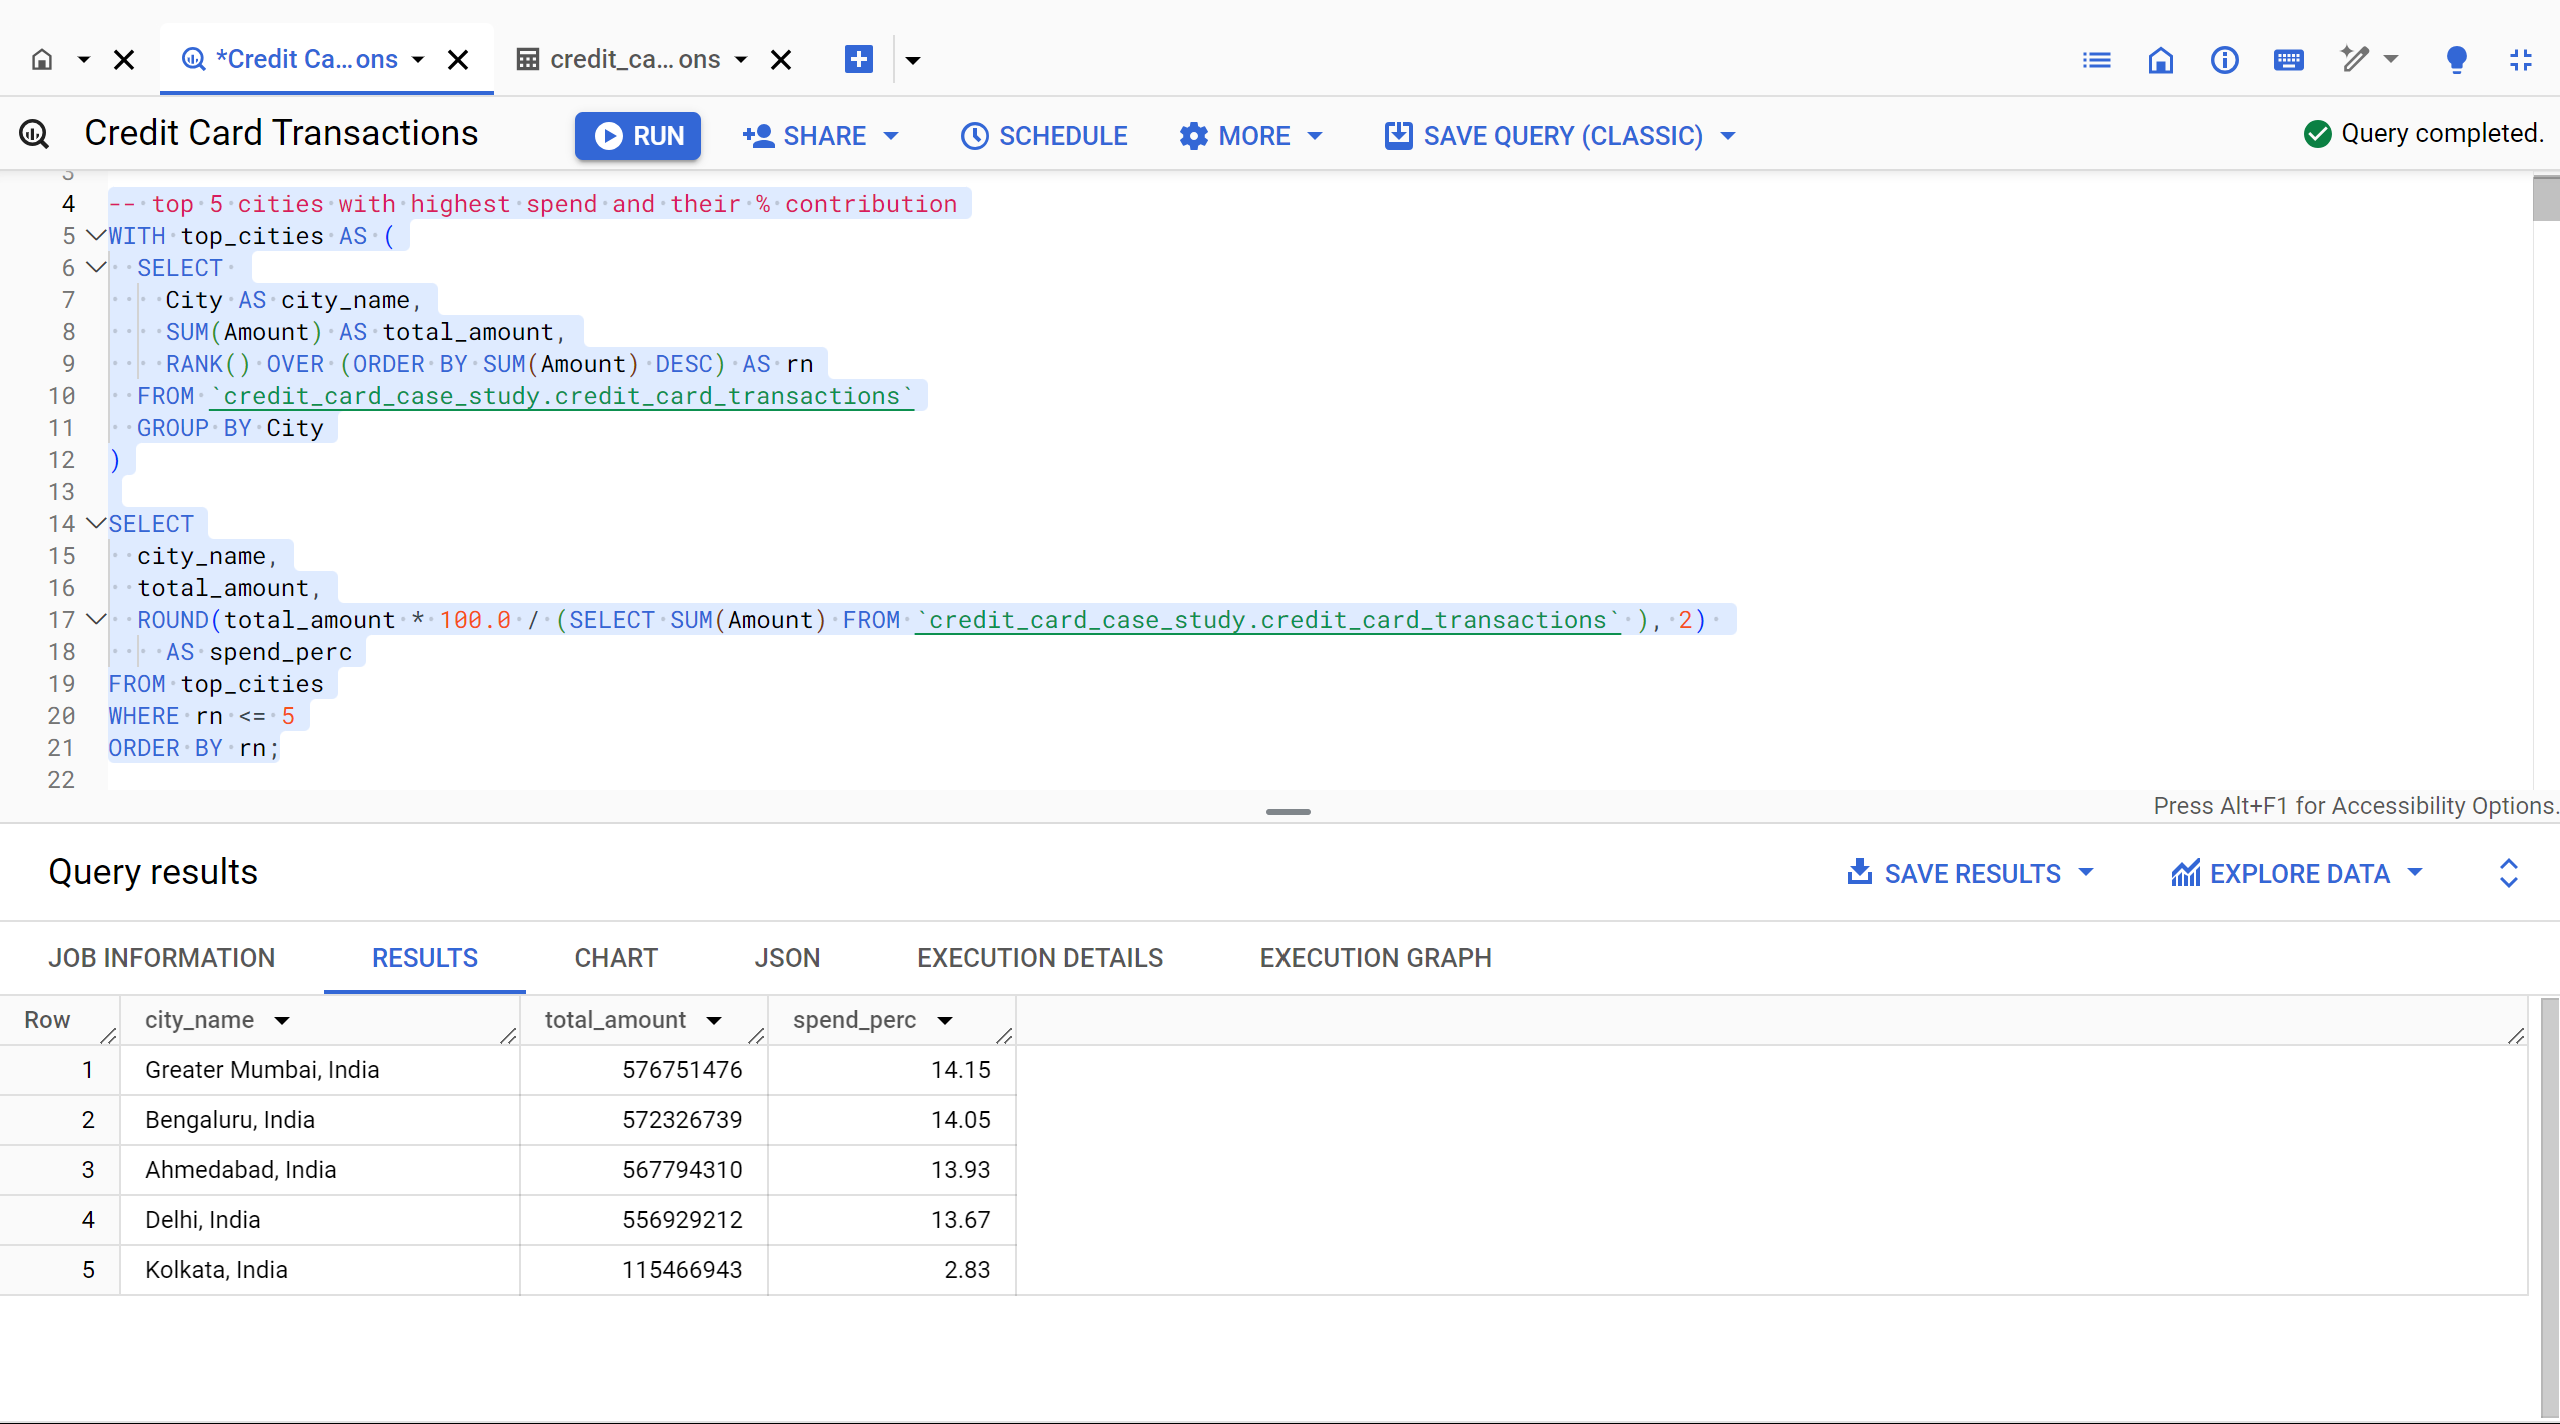 *Credit Ca...ons credit_ca...ons
Credit Card Transactions RUN SHARE SCHEDULE MORE SAVE QUERY (CLASSIC) Query completed.
3
4 -- top 5 cities with highest spend and their % contribution
5 WITH top_cities AS (
6 SELECT
7 City AS city_name,
8 SUM(Amount) AS total_amount,
9 RANK() OVER (ORDER BY SUM(Amount) DESC) AS rn
10 FROM `credit_card_case_study.credit_card_transactions`
11 GROUP BY City
12 )
13
14 SELECT
15 city_name,
16 total_amount,
17 ROUND(total_amount * 100.0 / (SELECT SUM(Amount) FROM `credit_card_case_study.credit_card_transactions` ), 2)
18 AS spend_perc
19 FROM top_cities
20 WHERE rn <= 5
21 ORDER BY rn;
22
Press Alt+F1 for Accessibility Options.
Query results SAVE RESULTS EXPLORE DATA
JOB INFORMATION RESULTS CHART JSON EXECUTION DETAILS EXECUTION GRAPH
Row city_name total_amount spend_perc
1 Greater Mumbai, India 576751476 14.15
2 Bengaluru, India 572326739 14.05
3 Ahmedabad, India 567794310 13.93
4 Delhi, India 556929212 13.67
5 Kolkata, India 115466943 2.83